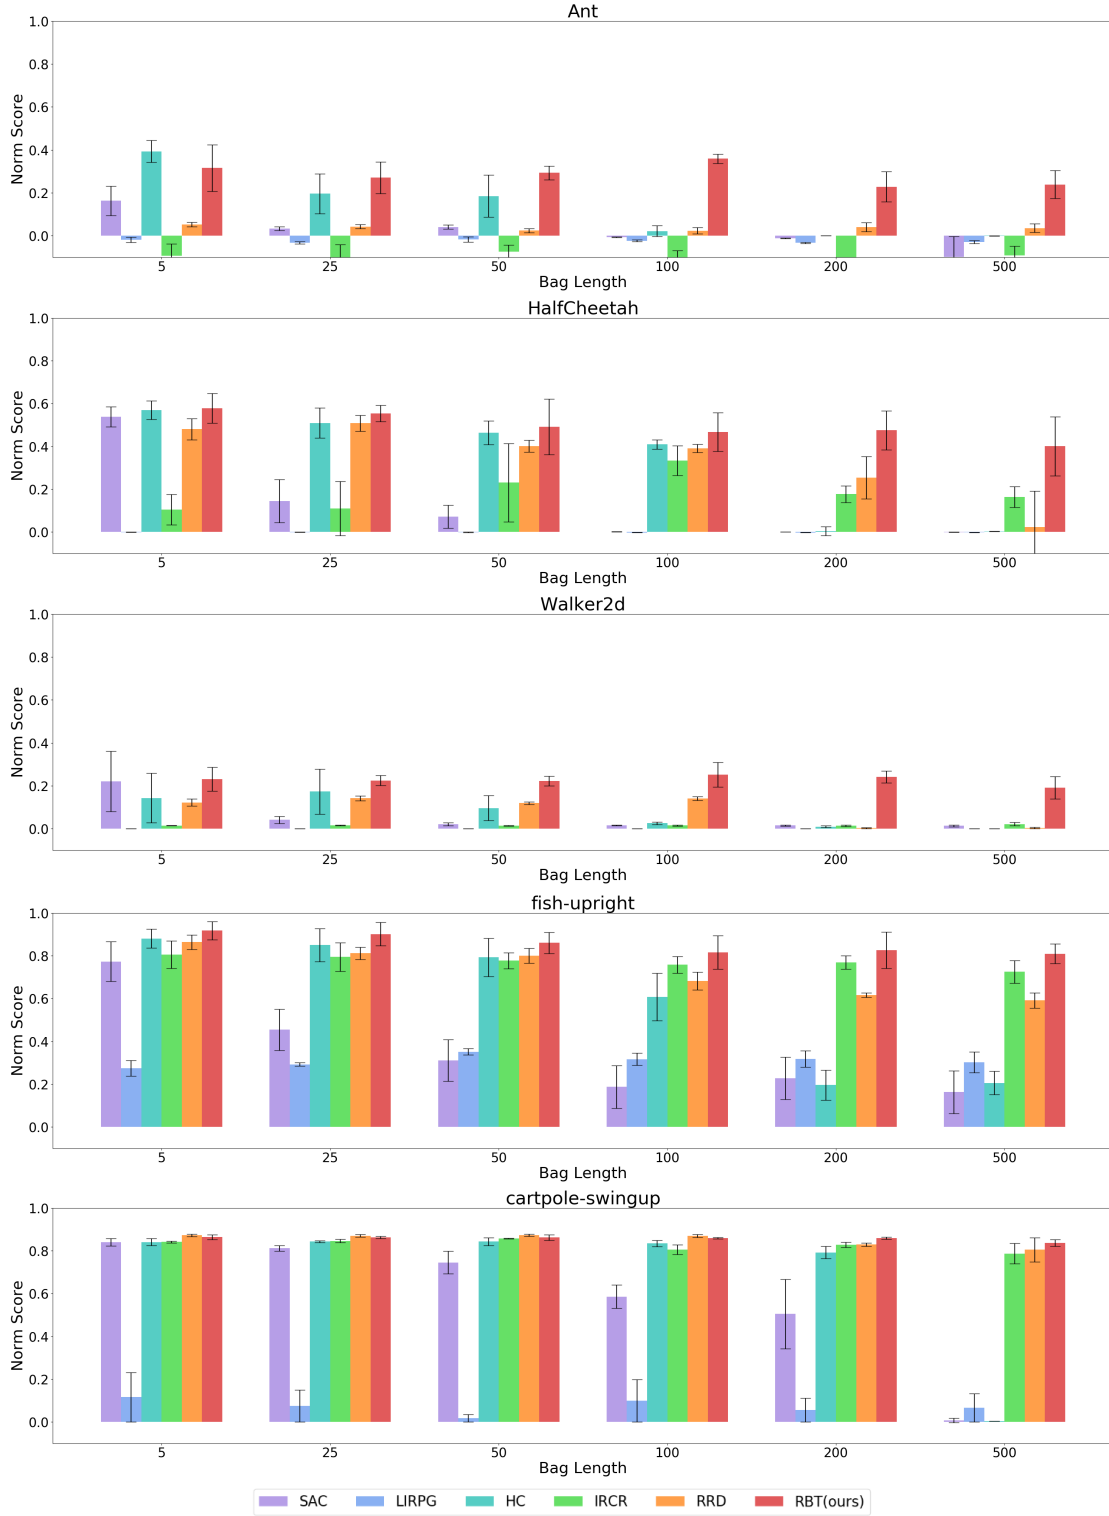 Ant
1.0
0.8
0.6
0.4
0.2
0.0
Norm Score
5 25 50 100 200 500
Bag Length
HalfCheetah
1.0
0.8
0.6
0.4
0.2
0.0
Norm Score
5 25 50 100 200 500
Bag Length
Walker2d
1.0
0.8
0.6
0.4
0.2
0.0
Norm Score
5 25 50 100 200 500
Bag Length
fish-upright
1.0
0.8
0.6
0.4
0.2
0.0
Norm Score
5 25 50 100 200 500
Bag Length
cartpole-swingup
1.0
0.8
0.6
0.4
0.2
0.0
Norm Score
5 25 50 100 200 500
Bag Length
SAC LIRPG HC IRCR RRD RBT(ours)